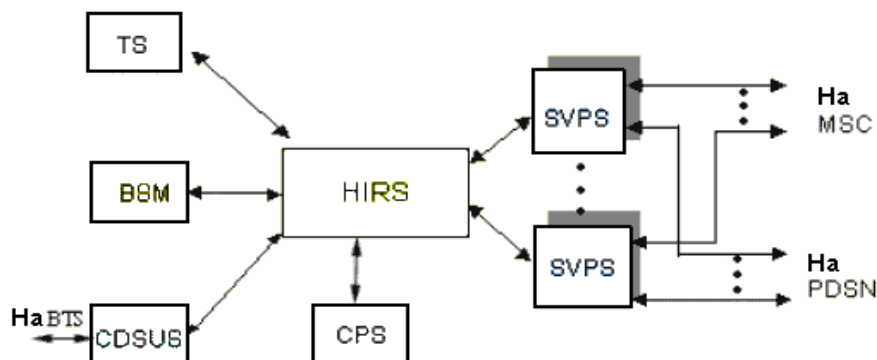 TS
SVPS
Ha
MSC
BSM
HIRS
SVPS
Ha
PDSN
Ha BTS
CDSUS
CPS